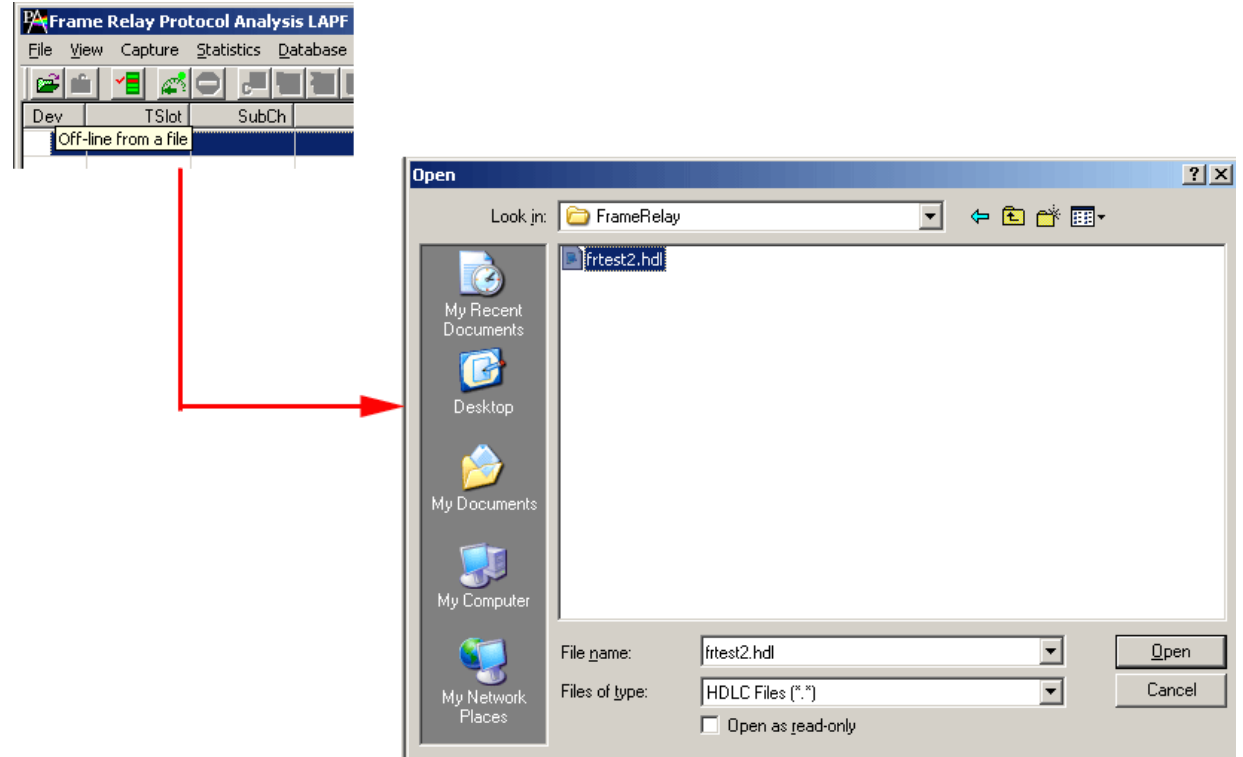 PA Frame Relay Protocol Analysis LAPF
File View Capture Statistics Database
Dev TSlot SubCh
Off-line from a file
Open
Look in: FrameRelay
frtest2.hdl
My Recent
Documents
Desktop
My Documents
My Computer
My Network
Places
File name: frtest2.hdl Open
Files of type: HDLC Files (*.*) Cancel
Open as read-only